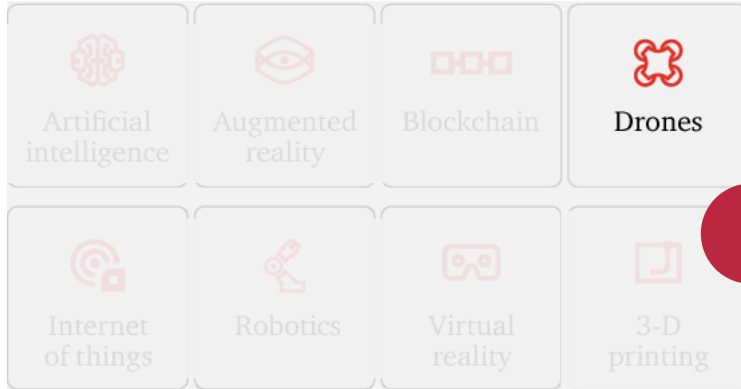 Artificial
intelligence
Augmented
reality
Blockchain
Drones
Internet
of things
Robotics
Virtual
reality
3-D
printing